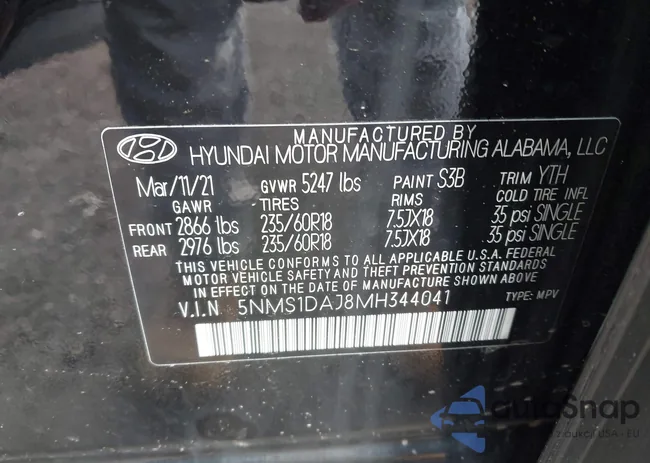 MANUFACTURED BY
HYUNDAI MOTOR MANUFACTURING ALABAMA, LLC
Mar/11/21 GVWR 5247 lbs PAINT S3B TRIM YTH
GAWR TIRES RIMS COLD TIRE INFL
FRONT 2866 lbs 235/60R18 7.5JX18 35 psi SINGLE
REAR 2976 lbs 235/60R18 7.5JX18 35 psi SINGLE
THIS VEHICLE CONFORMS TO ALL APPLICABLE U.S.A. FEDERAL
MOTOR VEHICLE SAFETY AND THEFT PREVENTION STANDARDS
IN EFFECT ON THE DATE OF MANUFACTURE SHOWN ABOVE
V.I.N 5NMS1DAJ8MH344041 TYPE: MPV
autoSnap
z aukcji USA - EU